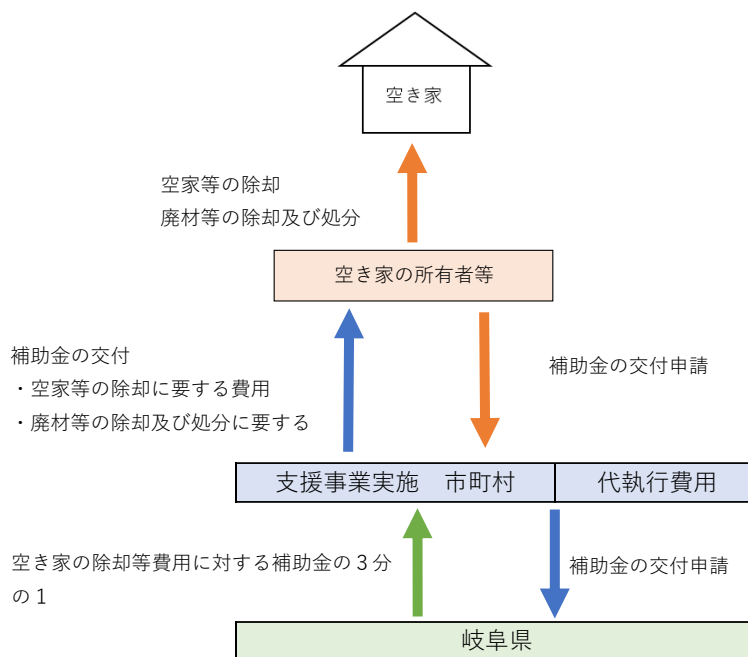 空き家
空家等の除却
廃材等の除却及び処分
空き家の所有者等
補助金の交付
・空家等の除却に要する費用
・廃材等の除却及び処分に要する
補助金の交付申請
支援事業実施　市町村
代執行費用
空き家の除却等費用に対する補助金の３分
の１
補助金の交付申請
岐阜県